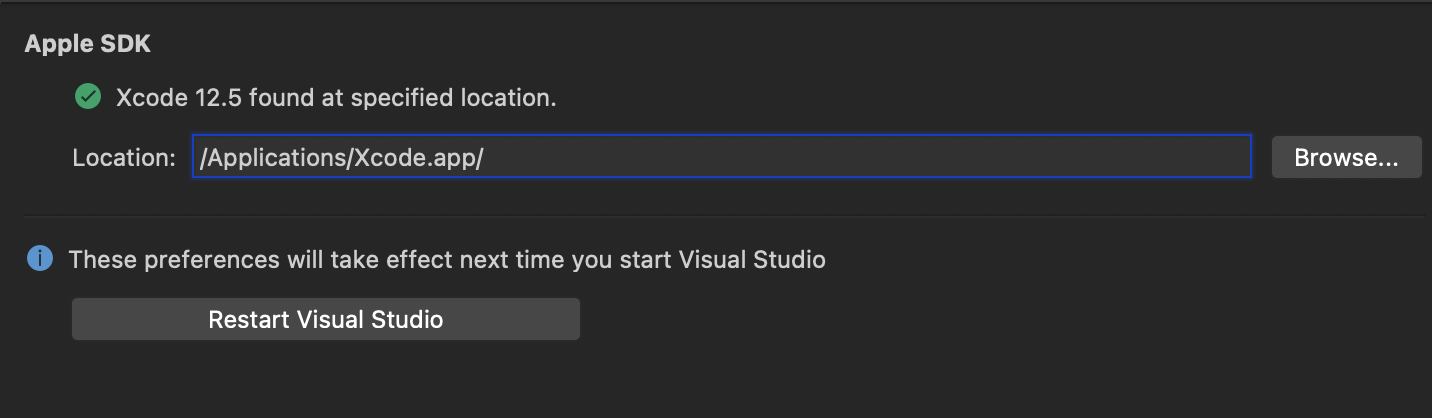 Apple SDK
Xcode 12.5 found at specified location.
Location: /Applications/Xcode.app/ Browse...
These preferences will take effect next time you start Visual Studio
Restart Visual Studio